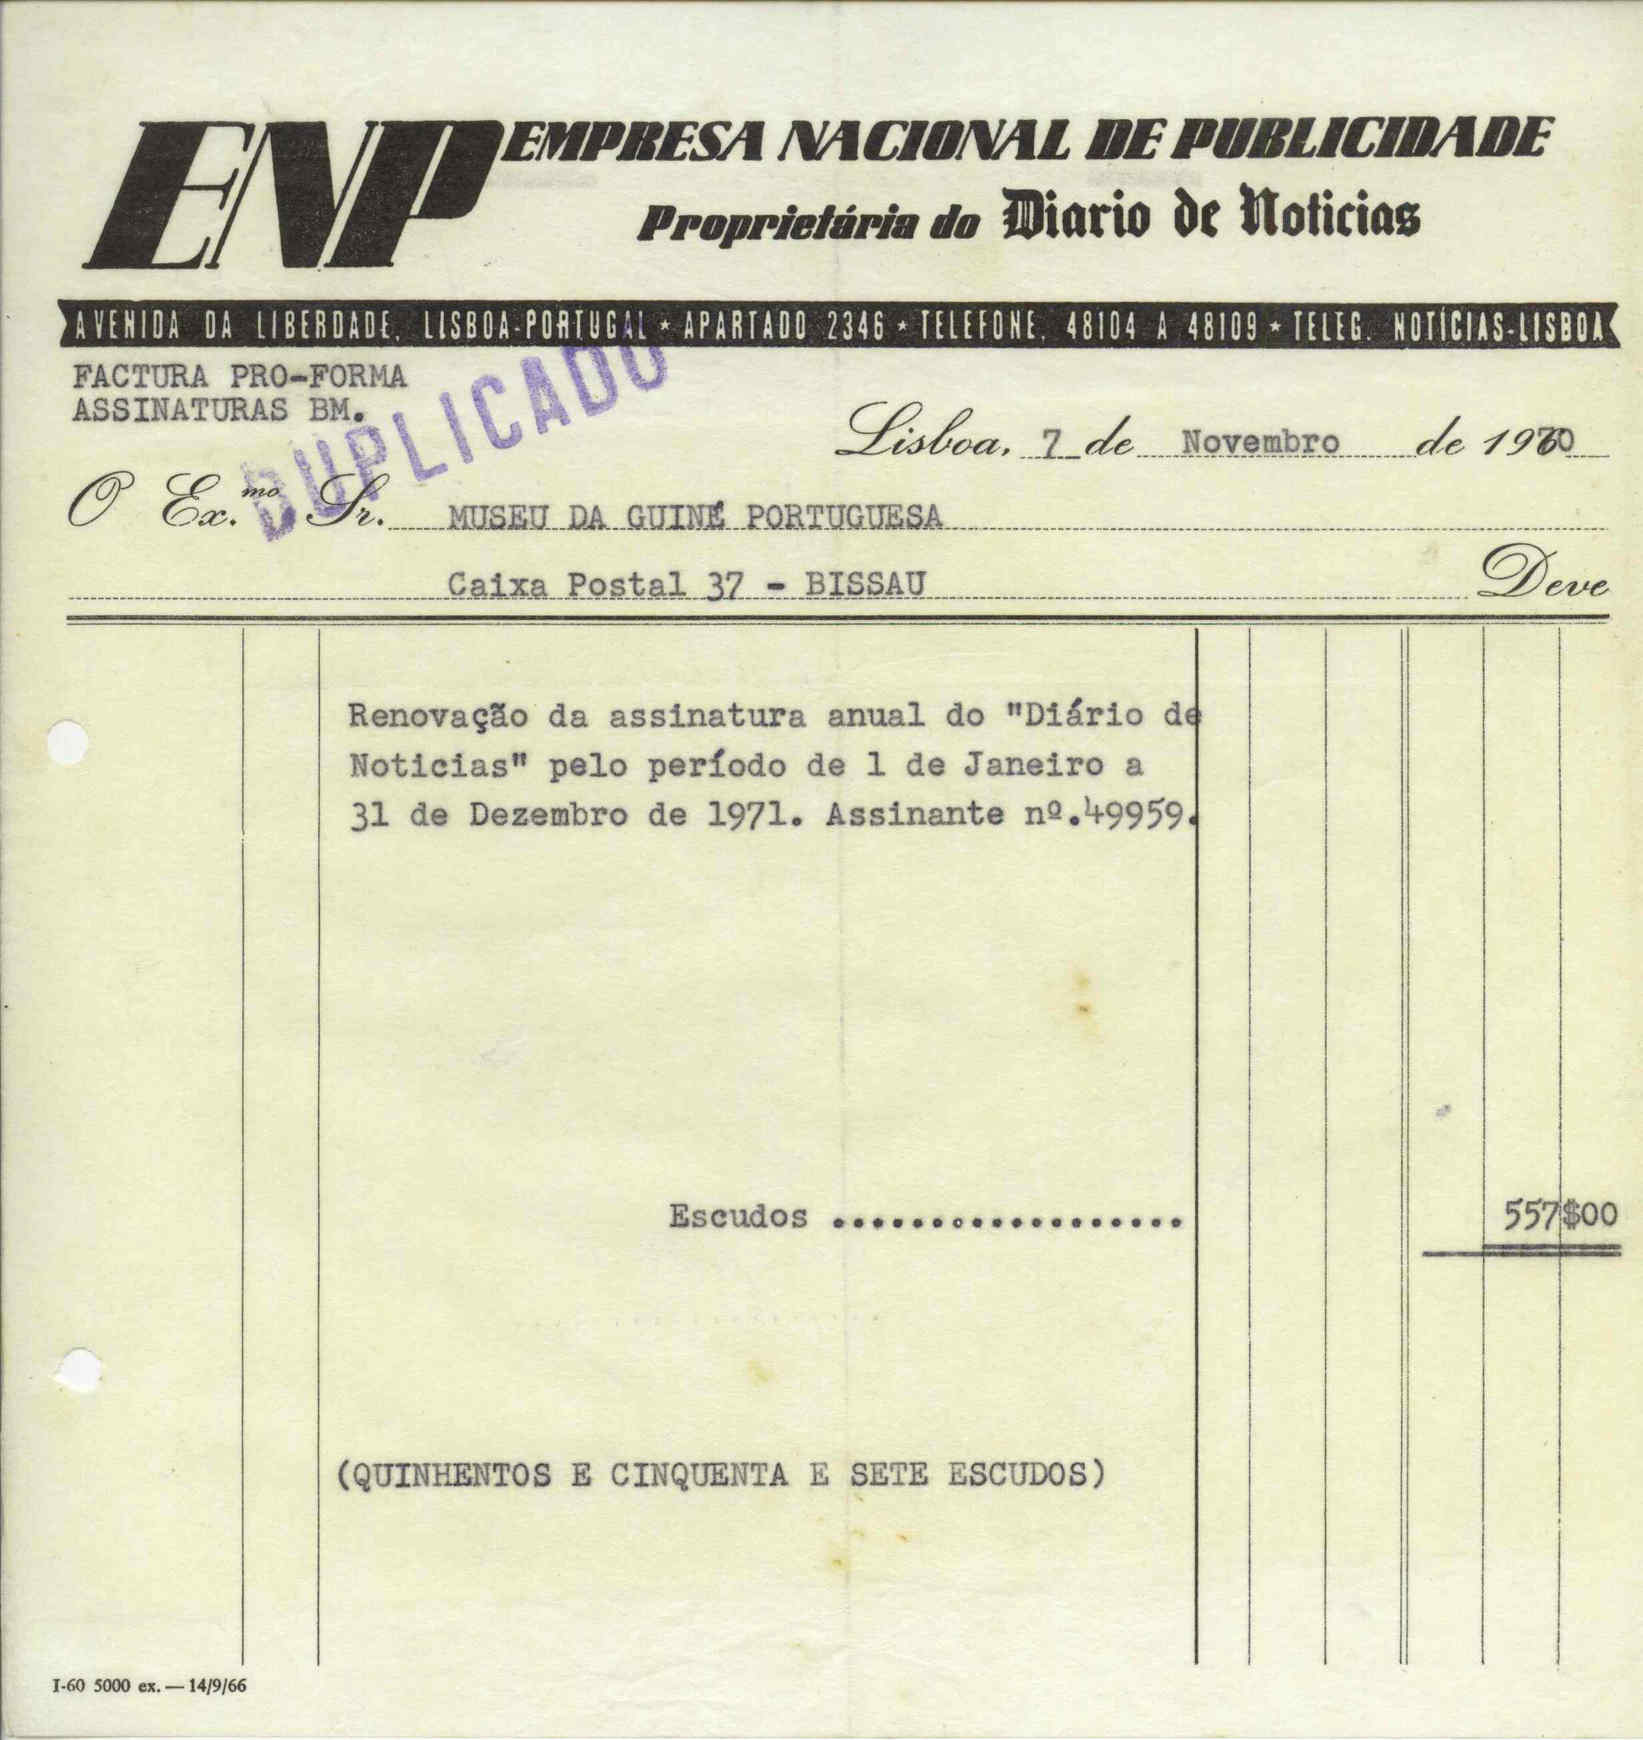 ENP EMPRESA NACIONAL DE PUBLICIDADE
Proprietária do Diario de Noticias
AVENIDA DA LIBERDADE, LISBOA-PORTUGAL ★ APARTADO 2346 ★ TELEFONE, 48104 A 48109 ★ TELEG. NOTÍCIAS-LISBOA
FACTURA PRO-FORMA
ASSINATURAS BM.
DUPLICADO
Lisboa, 7 de Novembro de 1970
O Ex.mo Sr. MUSEU DA GUINÉ PORTUGUESA
Caixa Postal 37 - BISSAU Deve
Renovação da assinatura anual do "Diário de
Noticias" pelo período de 1 de Janeiro a
31 de Dezembro de 1971. Assinante nº.49959.
Escudos .................. 557$00
(QUINHENTOS E CINQUENTA E SETE ESCUDOS)
I-60 5000 ex. — 14/9/66